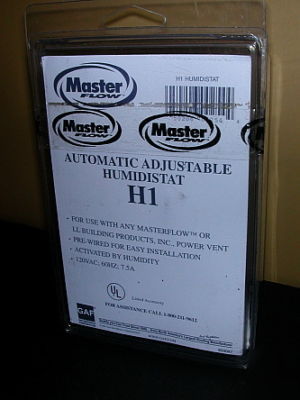 Master
FLOW
H1 HUMIDISTAT
Master
FLOW
Master
FLOW
AUTOMATIC ADJUSTABLE
HUMIDISTAT
H1
· FOR USE WITH ANY MASTERFLOW™ OR
LL BUILDING PRODUCTS, INC., POWER VENT
· PRE-WIRED FOR EASY INSTALLATION
· ACTIVATED BY HUMIDITY
· 120VAC; 60HZ; 7.5A
UL
Listed Accessory
FOR ASSISTANCE CALL 1-800-211-9612
GAF